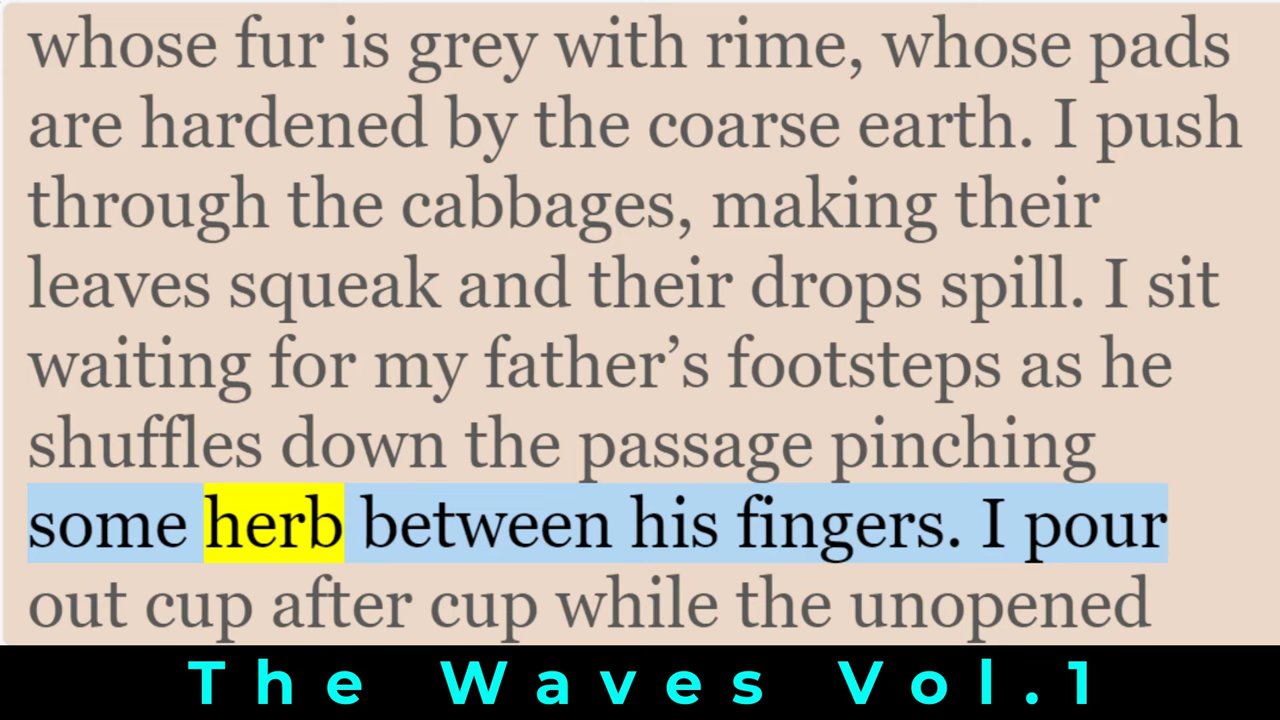 whose fur is grey with rime, whose pads
are hardened by the coarse earth. I push
through the cabbages, making their
leaves squeak and their drops spill. I sit
waiting for my father’s footsteps as he
shuffles down the passage pinching
some herb between his fingers. I pour
out cup after cup while the unopened
The Waves Vol.1